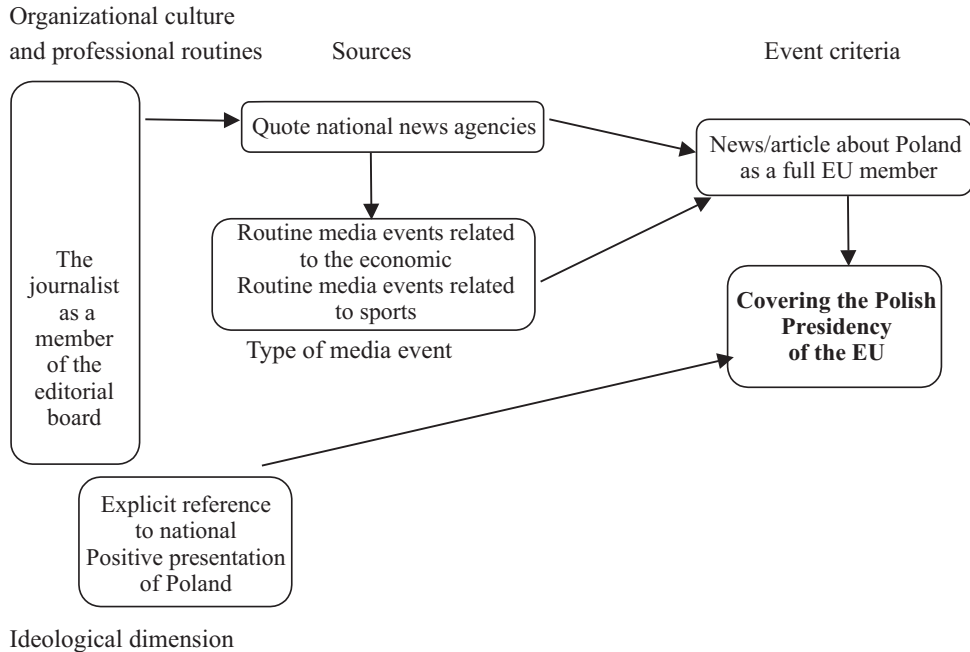 Organizational culture
and professional routines
Sources
Event criteria
The
journalist
as a
member
of the
editorial
board
Quote national news agencies
News/article about Poland
as a full EU member
Routine media events related
to the economic
Routine media events related
to sports
Type of media event
Covering the Polish
Presidency
of the EU
Explicit reference
to national
Positive presentation
of Poland
Ideological dimension